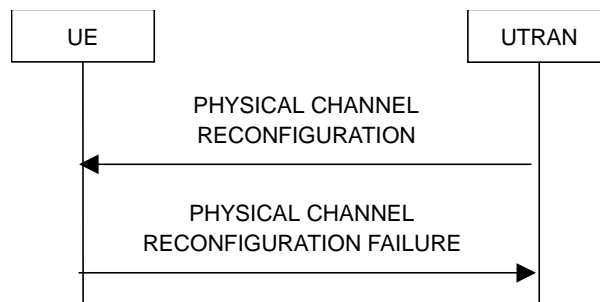 UE
UTRAN
PHYSICAL CHANNEL
RECONFIGURATION
PHYSICAL CHANNEL
RECONFIGURATION FAILURE